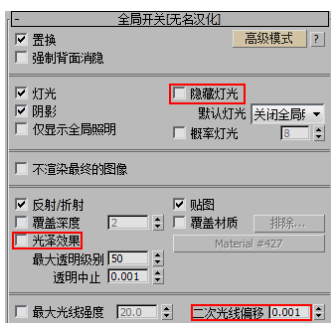 - 全局开关[无名汉化]
置换 高级模式 ?
强制背面消隐
灯光 隐藏灯光
阴影 默认灯光 关闭全局
仅显示全局照明 概率灯光 8
不渲染最终的图像
反射/折射 贴图
覆盖深度 2 覆盖材质 排除...
光泽效果 Material #427
最大透明级别 50
透明中止 0.001
最大光线强度 20.0 二次光线偏移 0.001